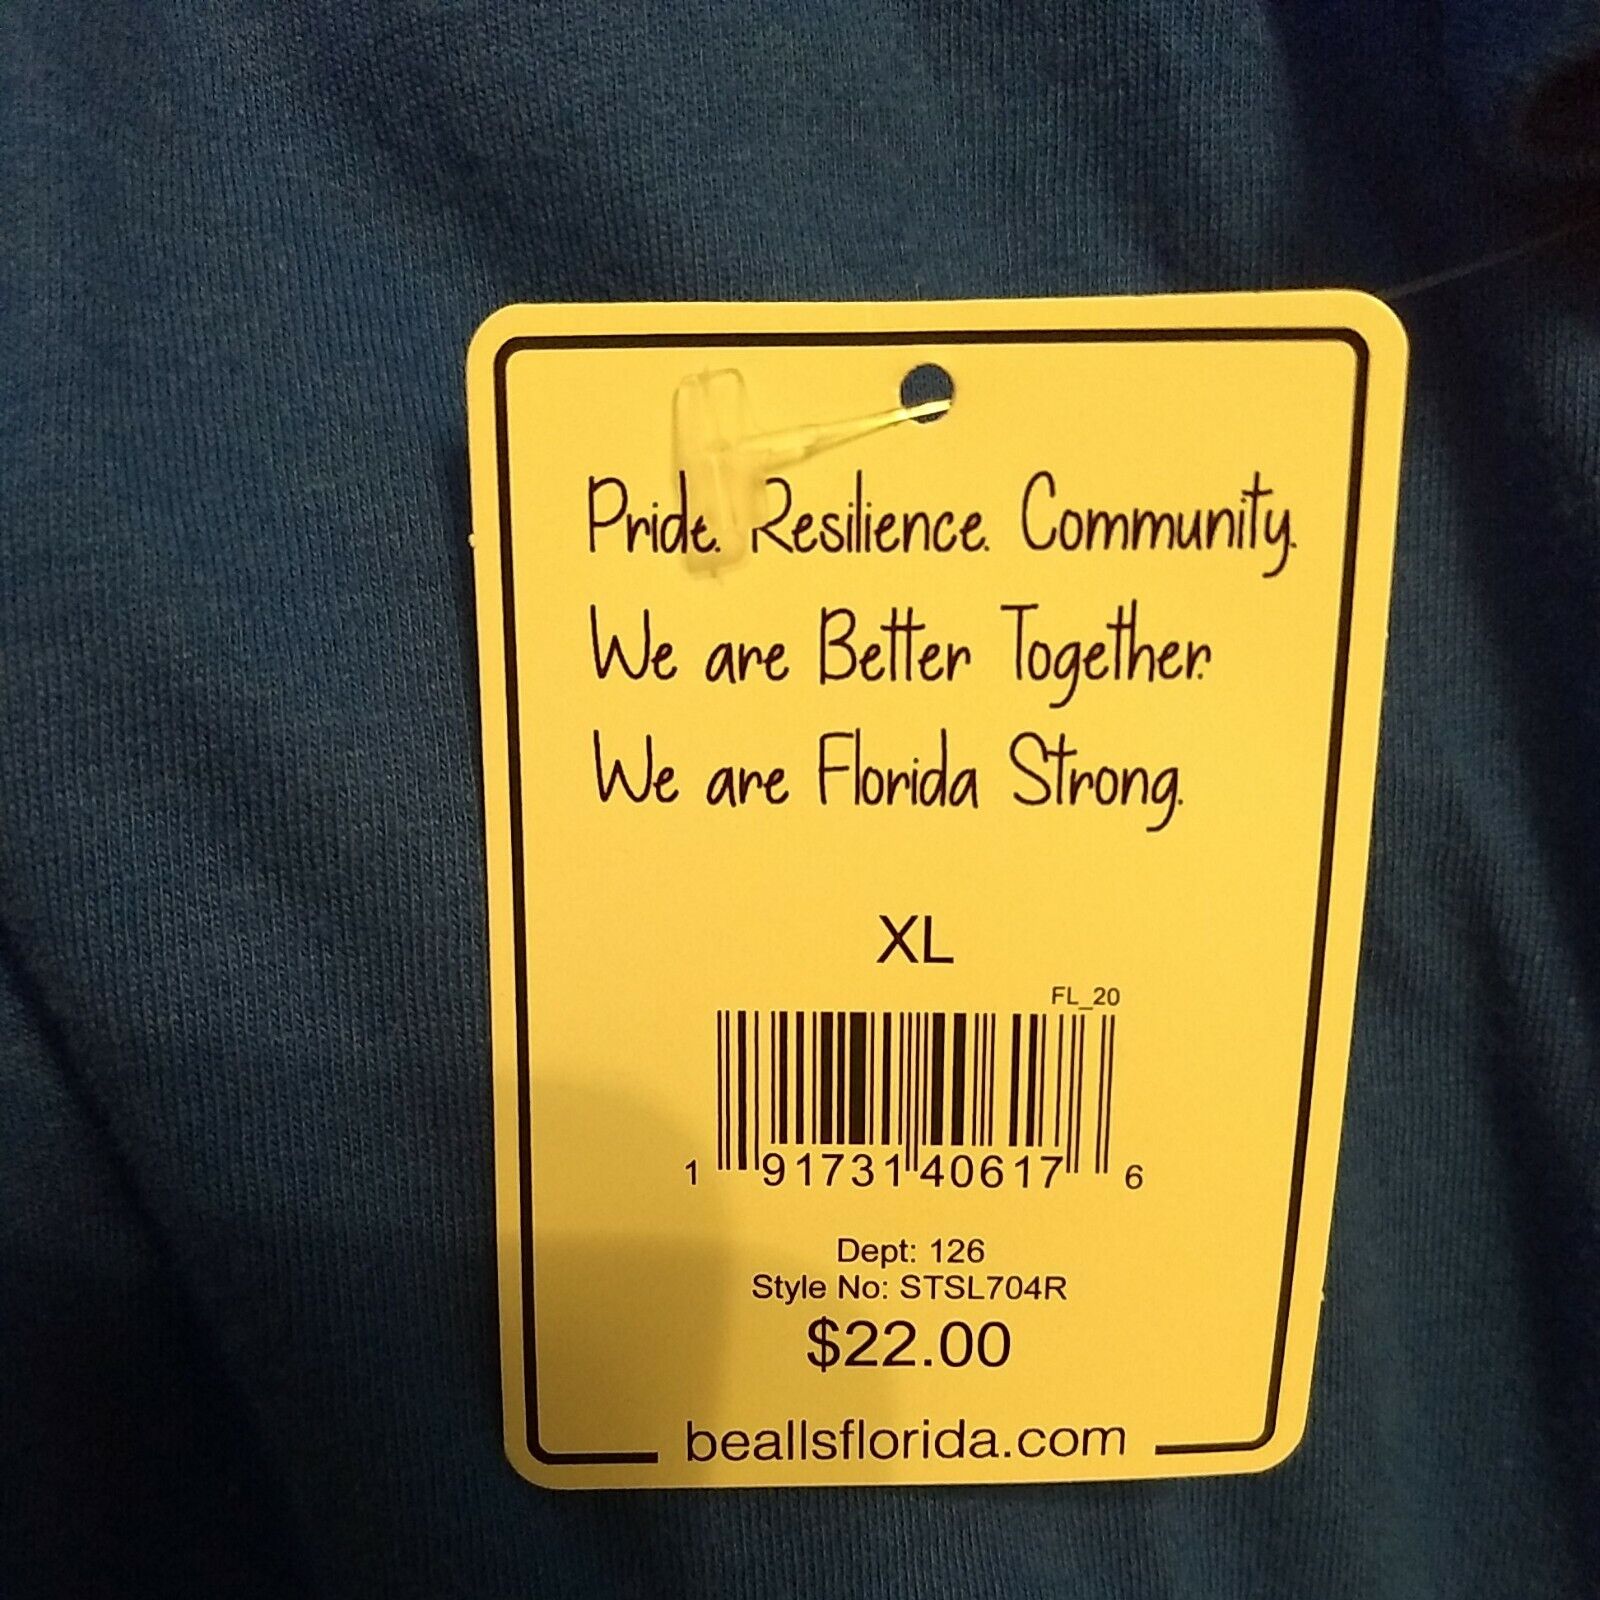 Pride. Resilience. Community.
We are Better Together.
We are Florida Strong.
XL
FL_20
1 91731 40617 6
Dept: 126
Style No: STSL704R
$22.00
beallsflorida.com